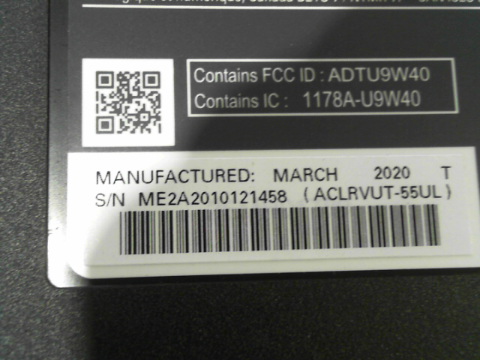 Contains FCC ID : ADTU9W40
Contains IC : 1178A-U9W40
MANUFACTURED: MARCH 2020 T
S/N ME2A2010121458 (ACLRVUT-55UL)